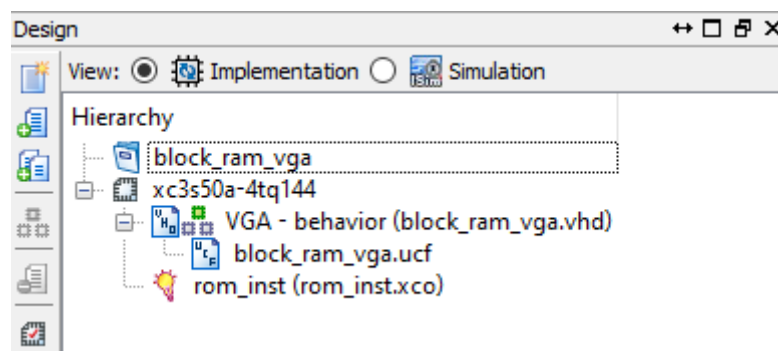 Design
View: Implementation Simulation
Hierarchy
block_ram_vga
xc3s50a-4tq144
VGA - behavior (block_ram_vga.vhd)
block_ram_vga.ucf
rom_inst (rom_inst.xco)